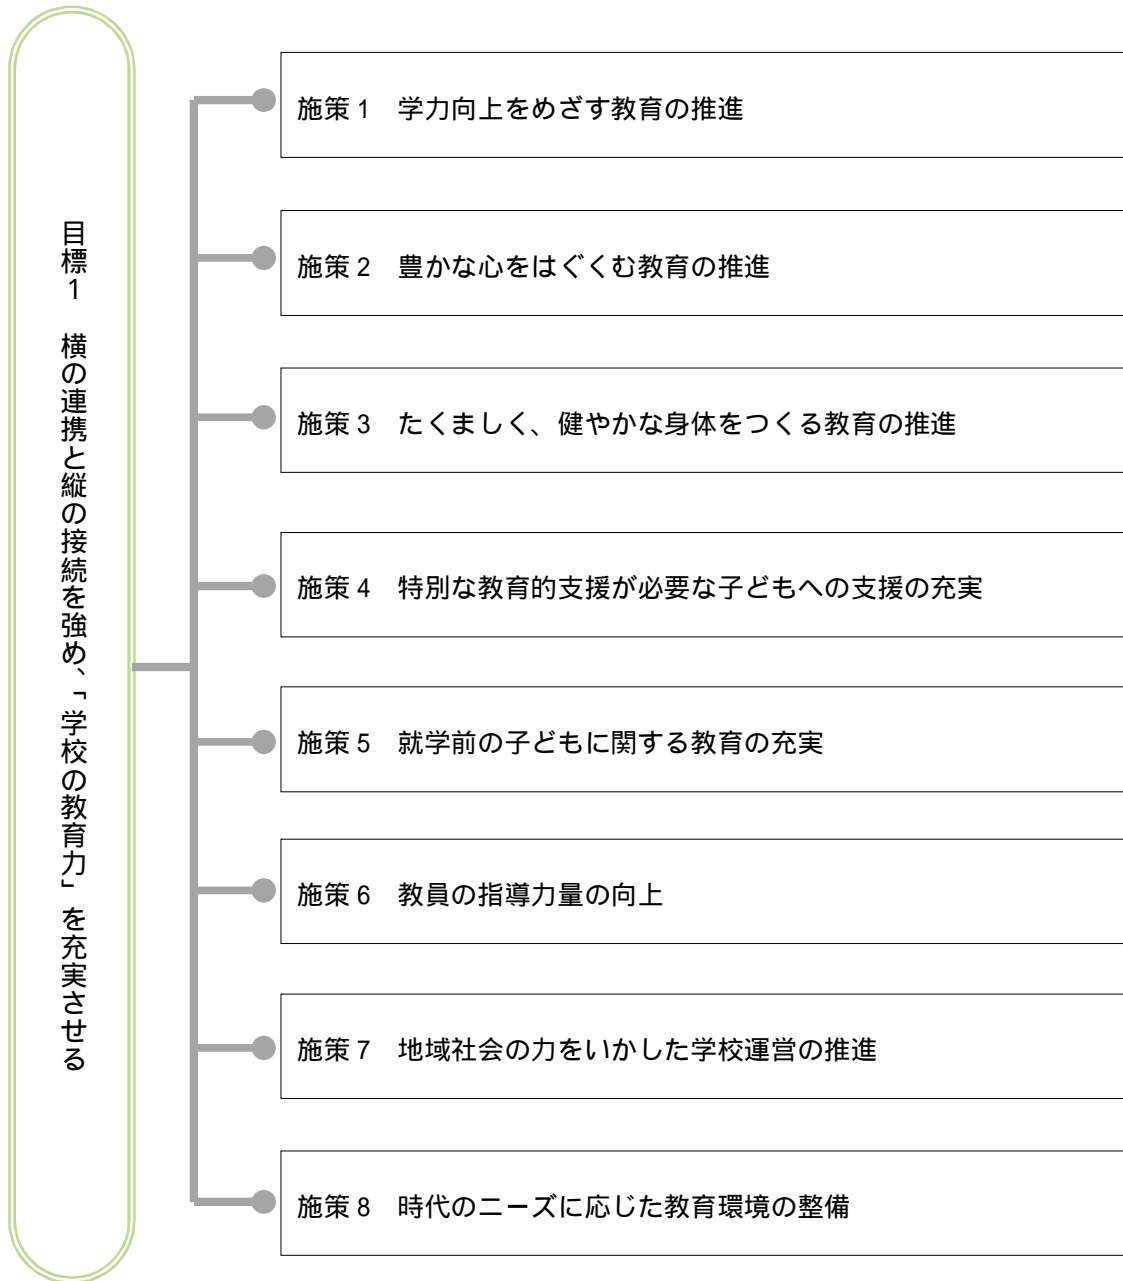 目標1　横の連携と縦の接続を強め、「学校の教育力」を充実させる
施策1　学力向上をめざす教育の推進
施策2　豊かな心をはぐくむ教育の推進
施策3　たくましく、健やかな身体をつくる教育の推進
施策4　特別な教育的支援が必要な子どもへの支援の充実
施策5　就学前の子どもに関する教育の充実
施策6　教員の指導力量の向上
施策7　地域社会の力をいかした学校運営の推進
施策8　時代のニーズに応じた教育環境の整備